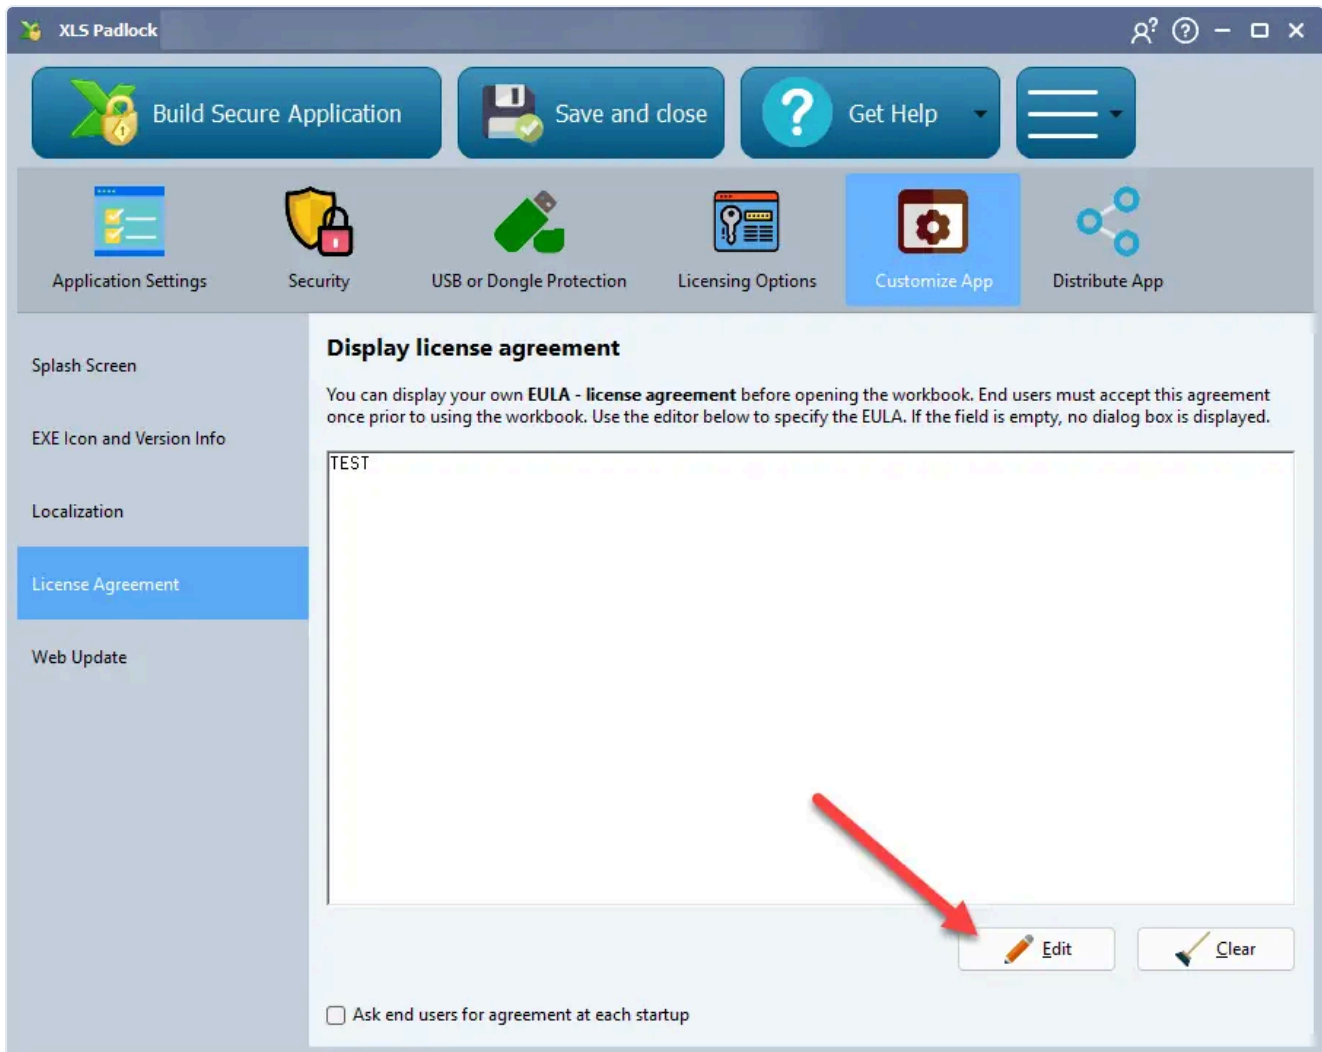 XLS Padlock
Build Secure Application
Save and close
Get Help
Application Settings
Security
USB or Dongle Protection
Licensing Options
Customize App
Distribute App
Splash Screen
EXE Icon and Version Info
Localization
License Agreement
Web Update
Display license agreement
You can display your own EULA - license agreement before opening the workbook. End users must accept this agreement
once prior to using the workbook. Use the editor below to specify the EULA. If the field is empty, no dialog box is displayed.
TEST
Edit
Clear
Ask end users for agreement at each startup